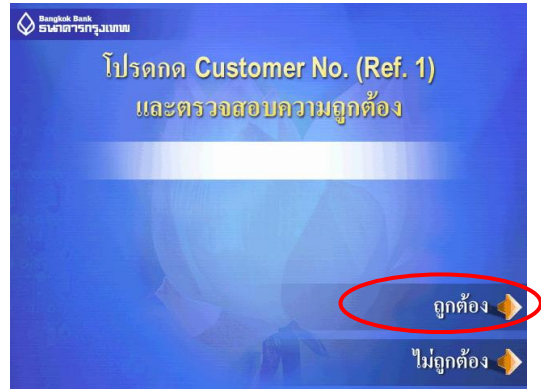 Bangkok Bank
ธนาคารกรุงเทพ
โปรดกด Customer No. (Ref. 1)
และตรวจสอบความถูกต้อง
ถูกต้อง
ไม่ถูกต้อง